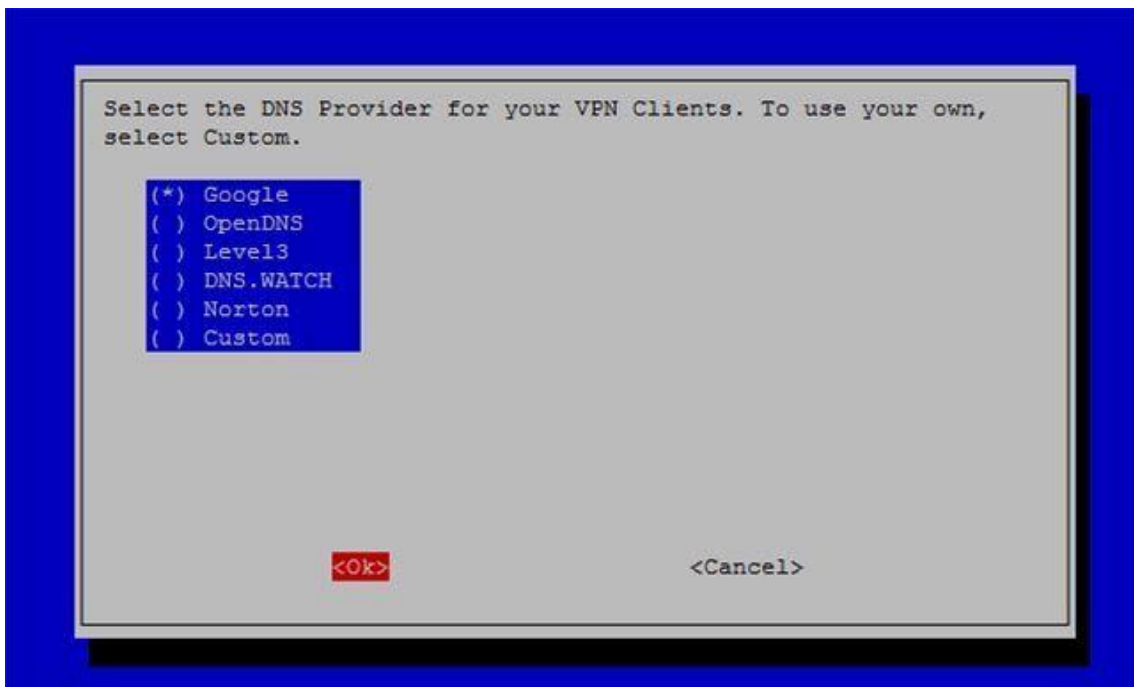 Select the DNS Provider for your VPN Clients. To use your own,
select Custom.
(*) Google
( ) OpenDNS
( ) Level3
( ) DNS.WATCH
( ) Norton
( ) Custom
<Ok> <Cancel>